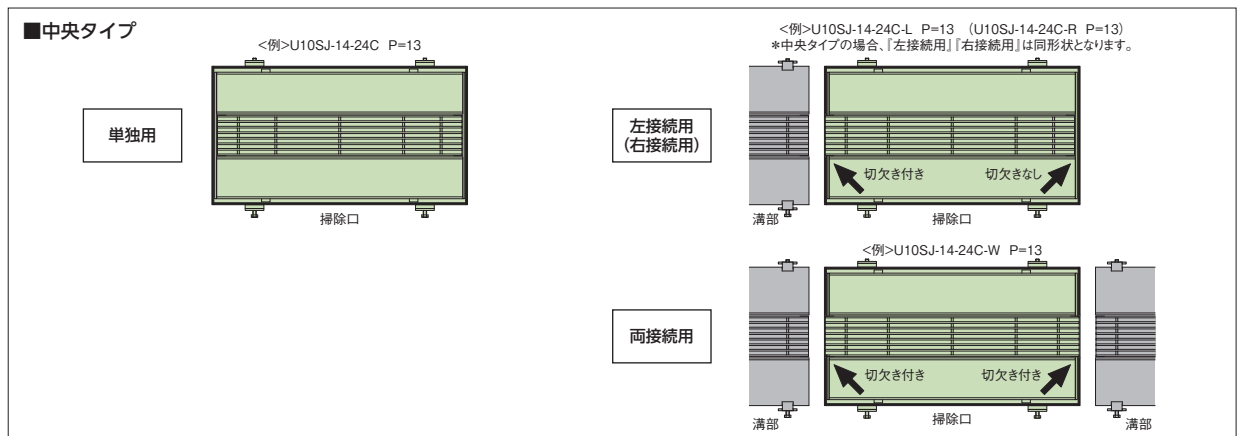 ■中央タイプ
<例>U10SJ-14-24C P=13
単独用
掃除口
<例>U10SJ-14-24C-L P=13 (U10SJ-14-24C-R P=13)
*中央タイプの場合、『左接続用』『右接続用』は同形状となります。
左接続用
(右接続用)
切欠き付き 切欠きなし
溝部 掃除口
<例>U10SJ-14-24C-W P=13
両接続用
切欠き付き 切欠き付き
溝部 掃除口 溝部